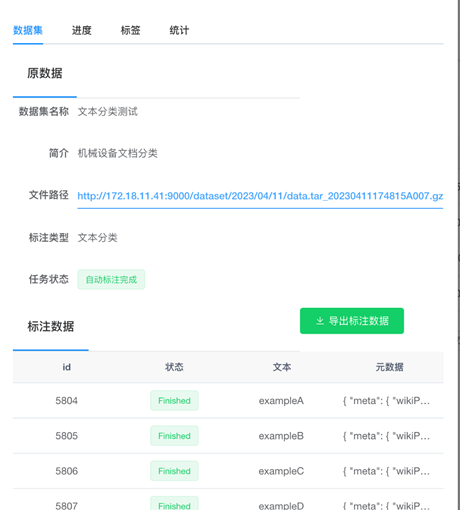 数据集 进度 标签 统计
原数据
数据集名称 文本分类测试
简介 机械设备文档分类
文件路径 http://172.18.11.41:9000/dataset/2023/04/11/data.tar_20230411174815A007.gz
标注类型 文本分类
任务状态 自动标注完成
标注数据 导出标注数据
id 状态 文本 元数据
5804 Finished exampleA { "meta": { "wikiP...
5805 Finished exampleB { "meta": { "wikiP...
5806 Finished exampleC { "meta": { "wikiP...
5807 Finished exampleD { "meta": { "wikiP...